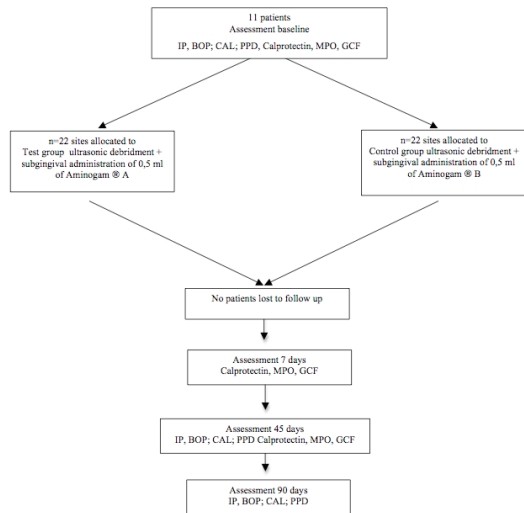 11 patients
Assessment baseline
IP, BOP; CAL; PPD, Calprotectin, MPO, GCF
n=22 sites allocated to
Test group ultrasonic debridment +
subgingival administration of 0,5 ml
of Aminogam ® A
n=22 sites allocated to
Control group ultrasonic debridment +
subgingival administration of 0,5 ml
of Aminogam ® B
No patients lost to follow up
Assessment 7 days
Calprotectin, MPO, GCF
Assessment 45 days
IP, BOP; CAL; PPD Calprotectin, MPO, GCF
Assessment 90 days
IP, BOP; CAL; PPD